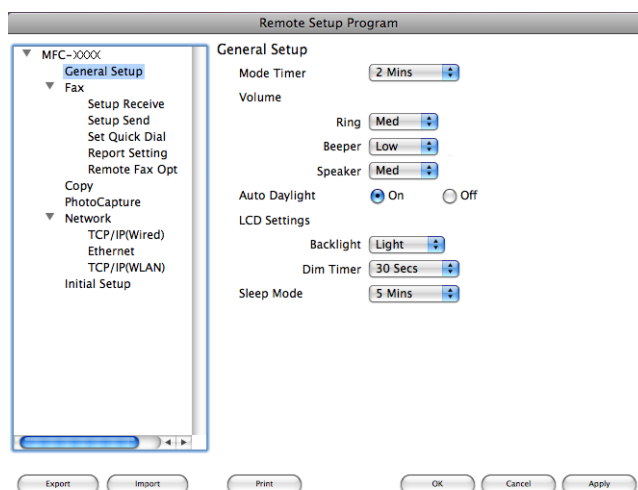 Remote Setup Program
MFC-XXXX
General Setup
Fax
Setup Receive
Setup Send
Set Quick Dial
Report Setting
Remote Fax Opt
Copy
PhotoCapture
Network
TCP/IP(Wired)
Ethernet
TCP/IP(WLAN)
Initial Setup
General Setup
Mode Timer 2 Mins
Volume
Ring Med
Beeper Low
Speaker Med
Auto Daylight On Off
LCD Settings
Backlight Light
Dim Timer 30 Secs
Sleep Mode 5 Mins
Export Import Print OK Cancel Apply